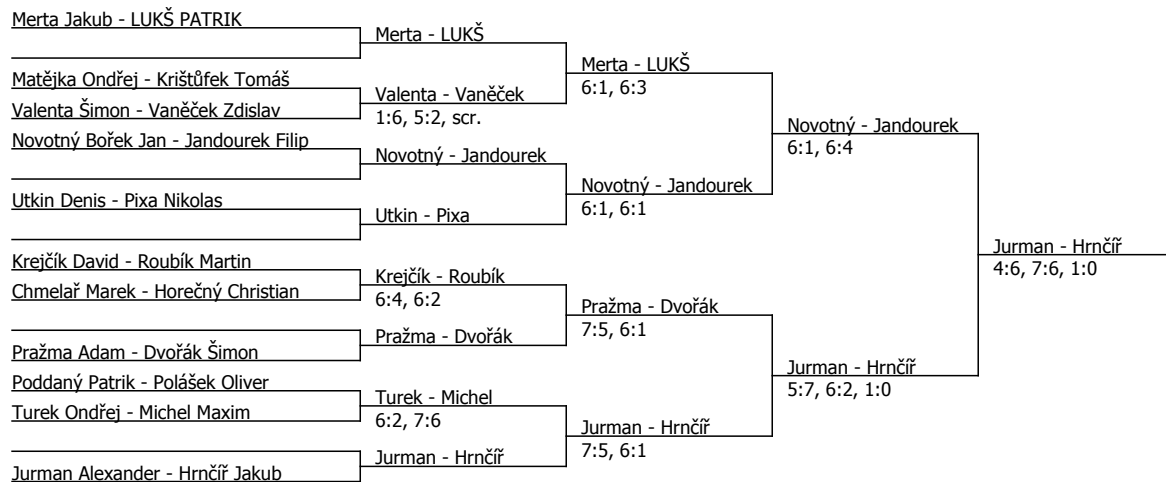 Merta Jakub - LUKŠ PATRIK
Matějka Ondřej - Krištůfek Tomáš
Valenta Šimon - Vaněček Zdislav
Novotný Bořek Jan - Jandourek Filip
Utkin Denis - Pixa Nikolas
Krejčík David - Roubík Martin
Chmelař Marek - Horečný Christian
Pražma Adam - Dvořák Šimon
Poddaný Patrik - Polášek Oliver
Turek Ondřej - Michel Maxim
Jurman Alexander - Hrnčíř Jakub
Merta - LUKŠ
Valenta - Vaněček
1:6, 5:2, scr.
Novotný - Jandourek
Utkin - Pixa
Krejčík - Roubík
6:4, 6:2
Pražma - Dvořák
Turek - Michel
6:2, 7:6
Jurman - Hrnčíř
Merta - LUKŠ
6:1, 6:3
Novotný - Jandourek
6:1, 6:1
Pražma - Dvořák
7:5, 6:1
Jurman - Hrnčíř
7:5, 6:1
Novotný - Jandourek
6:1, 6:4
Jurman - Hrnčíř
5:7, 6:2, 1:0
Jurman - Hrnčíř
4:6, 7:6, 1:0